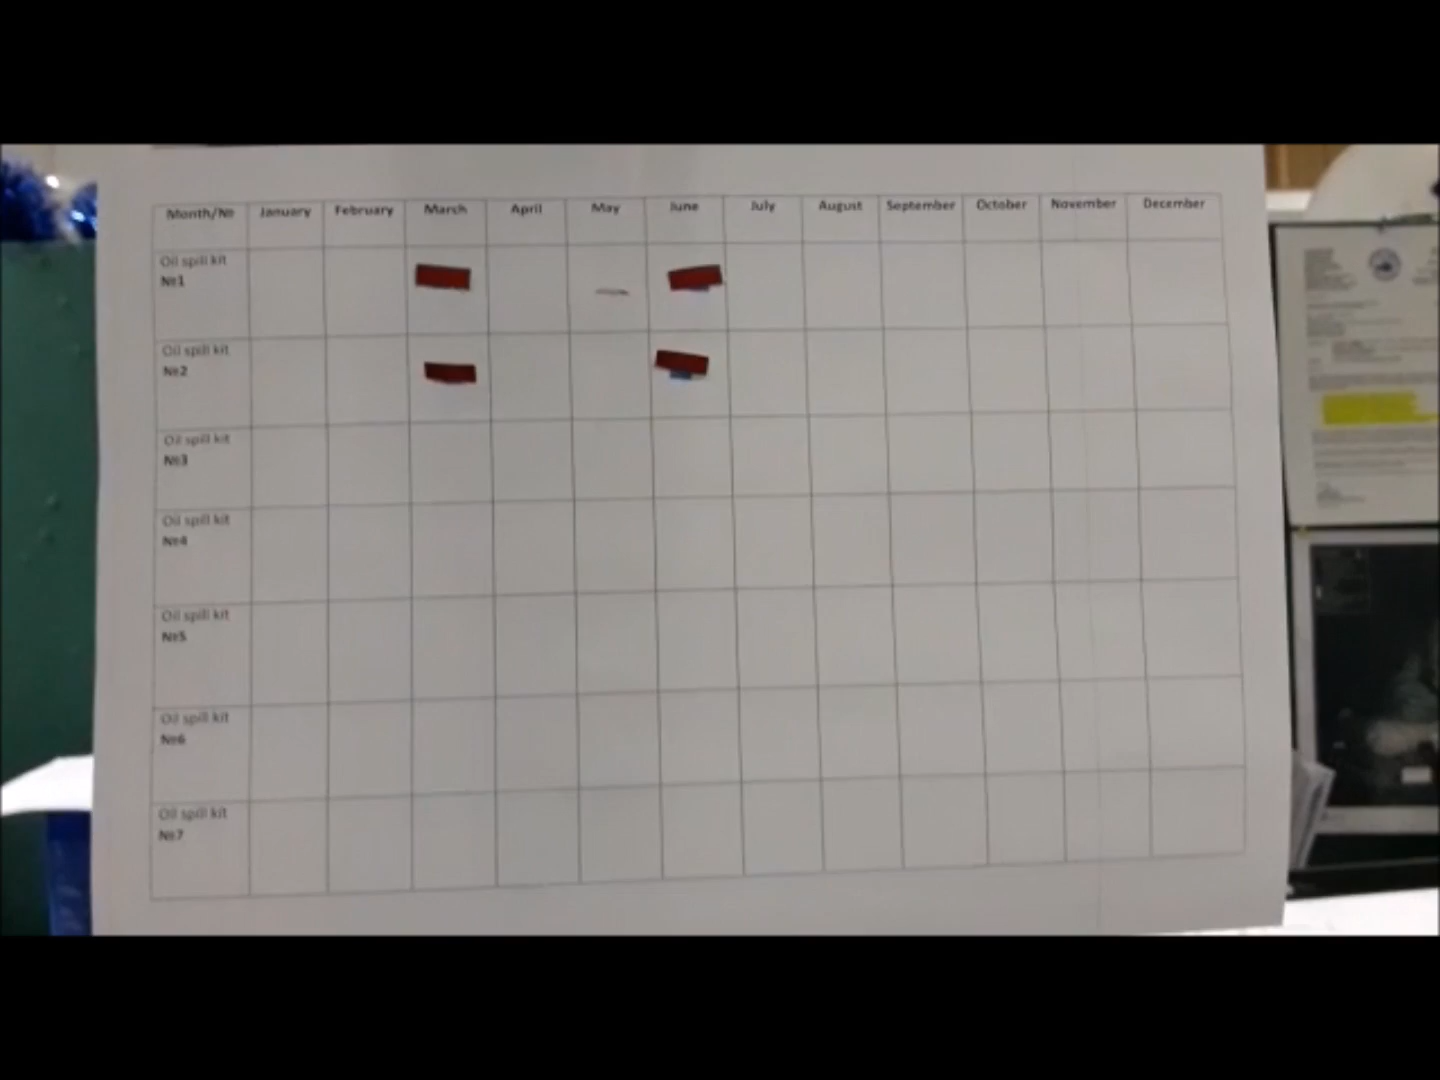 Month/№ January February March April May June July August September October November December
Oil spill kit
№1
Oil spill kit
№2
Oil spill kit
№3
Oil spill kit
№4
Oil spill kit
№5
Oil spill kit
№6
Oil spill kit
№7